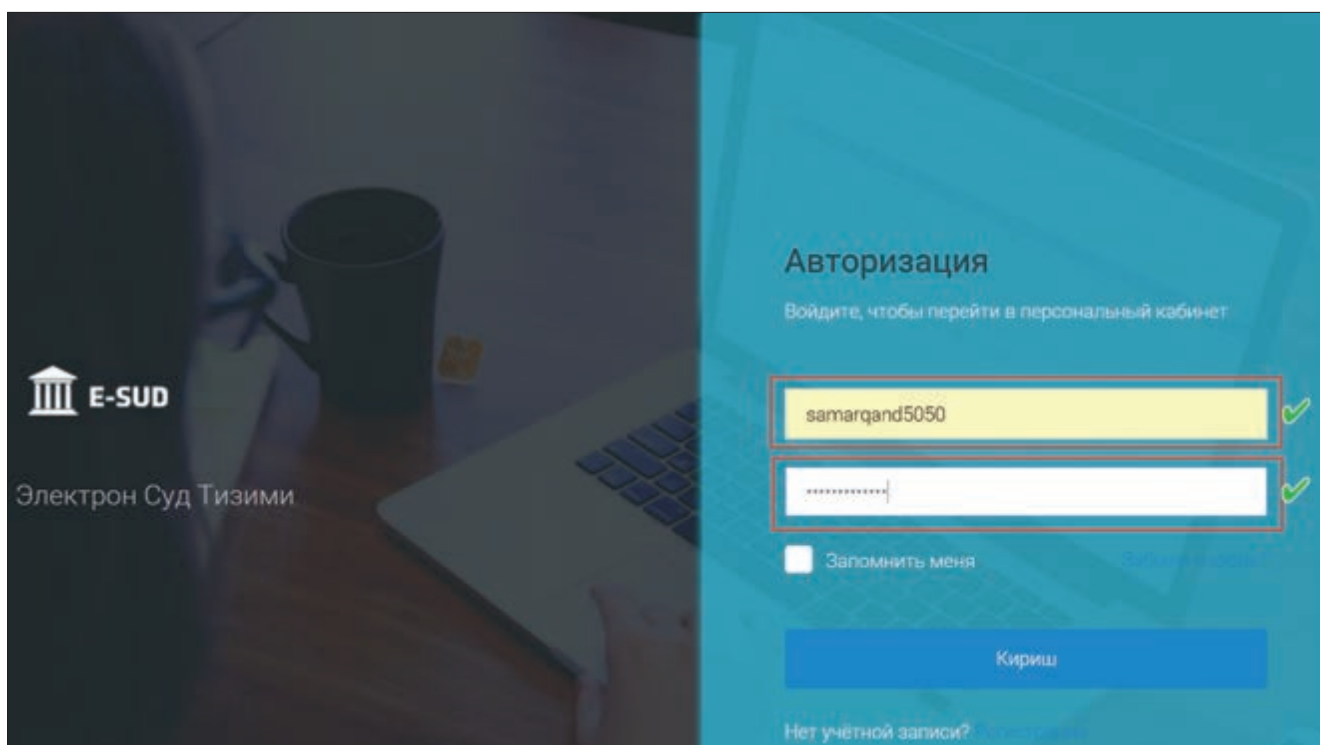 E-SUD
Электрон Суд Тизими
Авторизация
Войдите, чтобы перейти в персональный кабинет
samarqand5050
•••••••••••••
Запомнить меня
Кириш
Нет учётной записи?